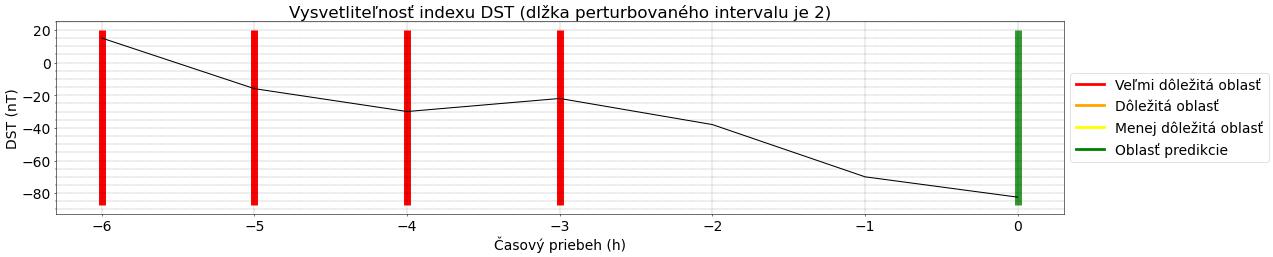 Vysvetliteľnosť indexu DST (dĺžka perturbovaného intervalu je 2)
20
0
−20
−40
−60
−80
DST (nT)
−6 −5 −4 −3 −2 −1 0
Časový priebeh (h)
Veľmi dôležitá oblasť
Dôležitá oblasť
Menej dôležitá oblasť
Oblasť predikcie